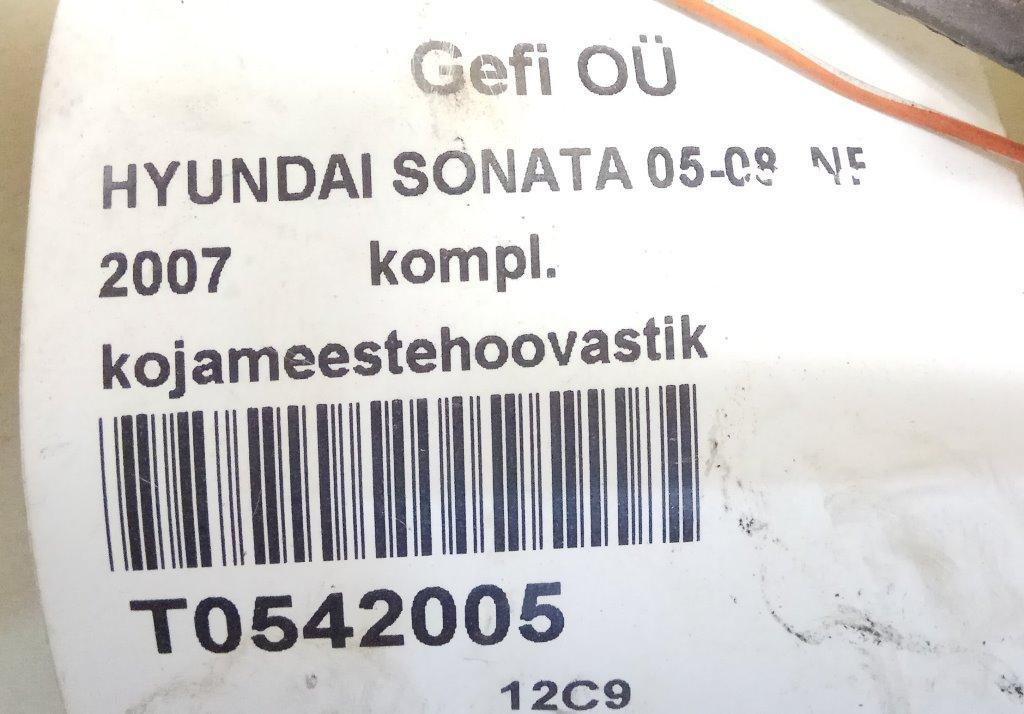 Gefi OÜ
HYUNDAI SONATA 05-08 NF
2007 kompl.
kojameestehoovastik
T0542005
12C9